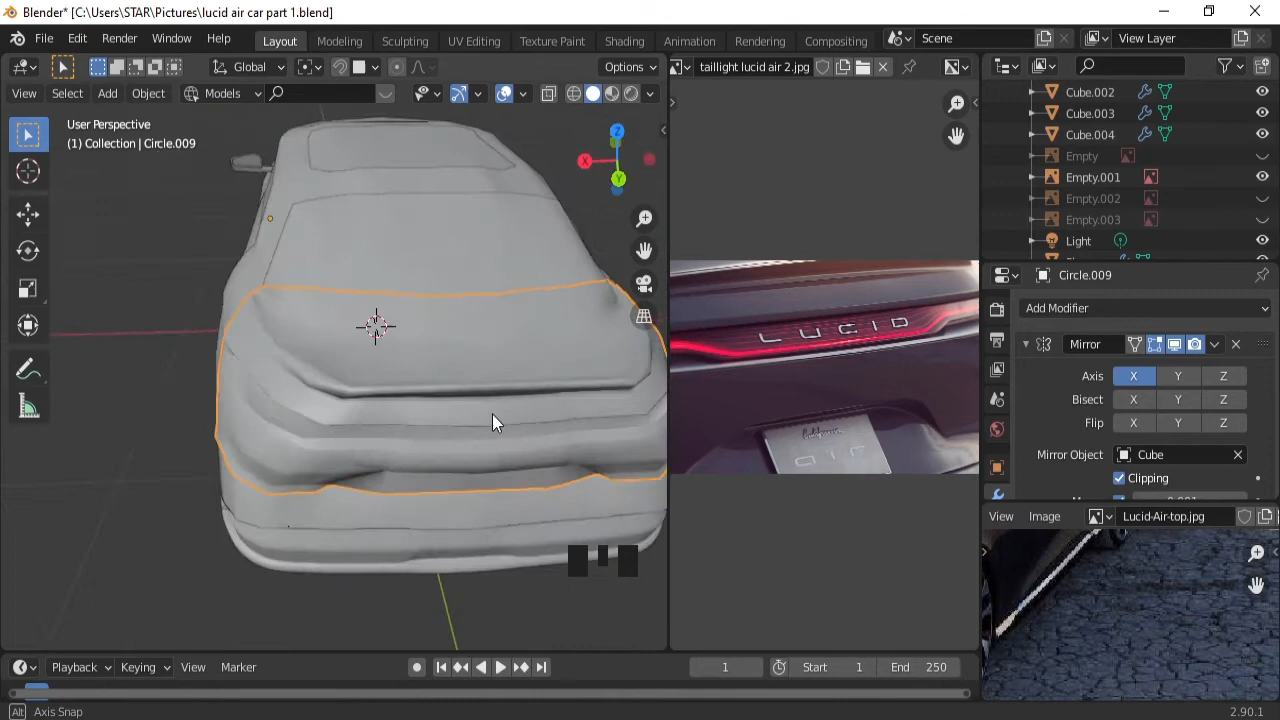 Blender* [C:\Users\STAR\Pictures\lucid air car part 1.blend]
File Edit Render Window Help
Layout Modeling Sculpting UV Editing Texture Paint Shading Animation Rendering Compositing
Scene View Layer
Global Options
taillight lucid air 2.jpg
View Select Add Object Models
User Perspective
(1) Collection | Circle.009
Z
X
Y
Cube.002
Cube.003
Cube.004
Empty
Empty.001
Empty.002
Empty.003
Light
Circle.009
Add Modifier
Mirror
Axis X Y Z
Bisect X Y Z
Flip X Y Z
Mirror Object Cube
Clipping
LUCID
California
air
View Image Lucid-Air-top.jpg
Playback Keying View Marker
1 Start 1 End 250
Alt Axis Snap
2.90.1